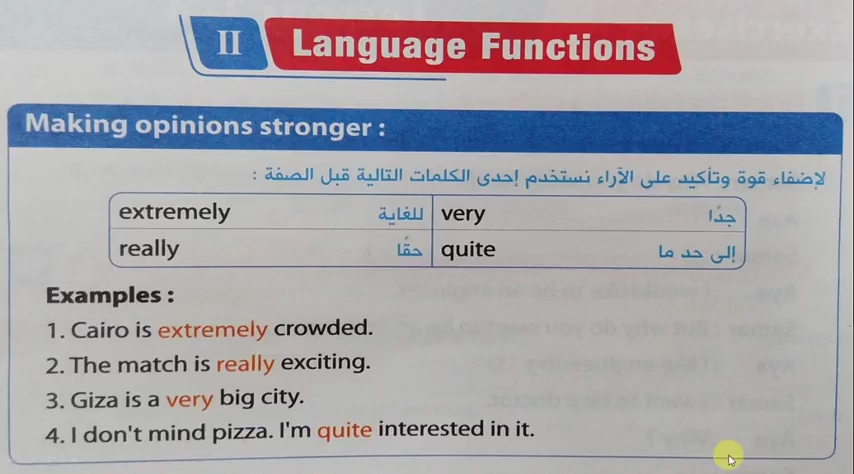 II Language Functions
Making opinions stronger :
لإضفاء قوة وتأكيد على الآراء نستخدم إحدى الكلمات التالية قبل الصفة :
extremely للغاية very جدًا
really حقًا quite إلى حد ما
Examples :
1. Cairo is extremely crowded.
2. The match is really exciting.
3. Giza is a very big city.
4. I don't mind pizza. I'm quite interested in it.